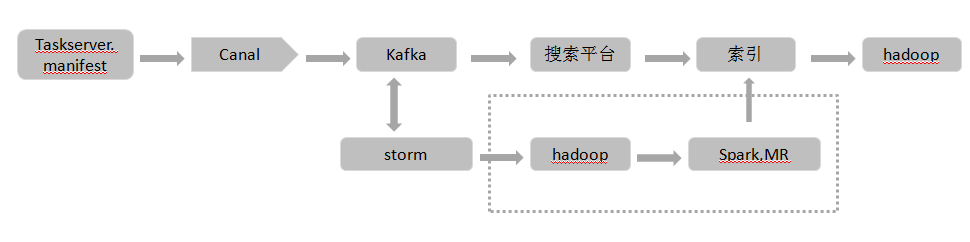 Taskserver.
manifest
Canal
Kafka
搜索平台
索引
hadoop
storm
hadoop
Spark,MR